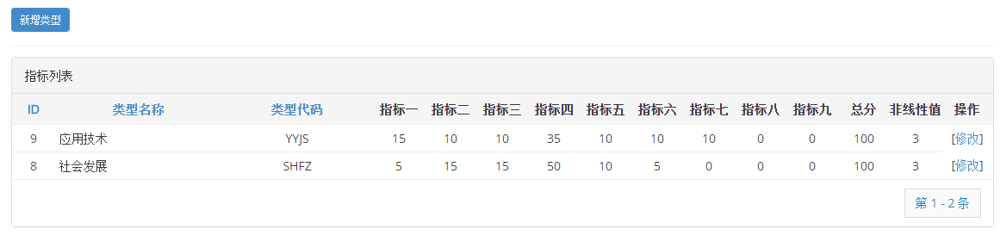 新增类型
指标列表
ID 类型名称 类型代码 指标一 指标二 指标三 指标四 指标五 指标六 指标七 指标八 指标九 总分 非线性值 操作
9 应用技术 YYJS 15 10 10 35 10 10 10 0 0 100 3 [修改]
8 社会发展 SHFZ 5 15 15 50 10 5 0 0 0 100 3 [修改]
第 1 - 2 条